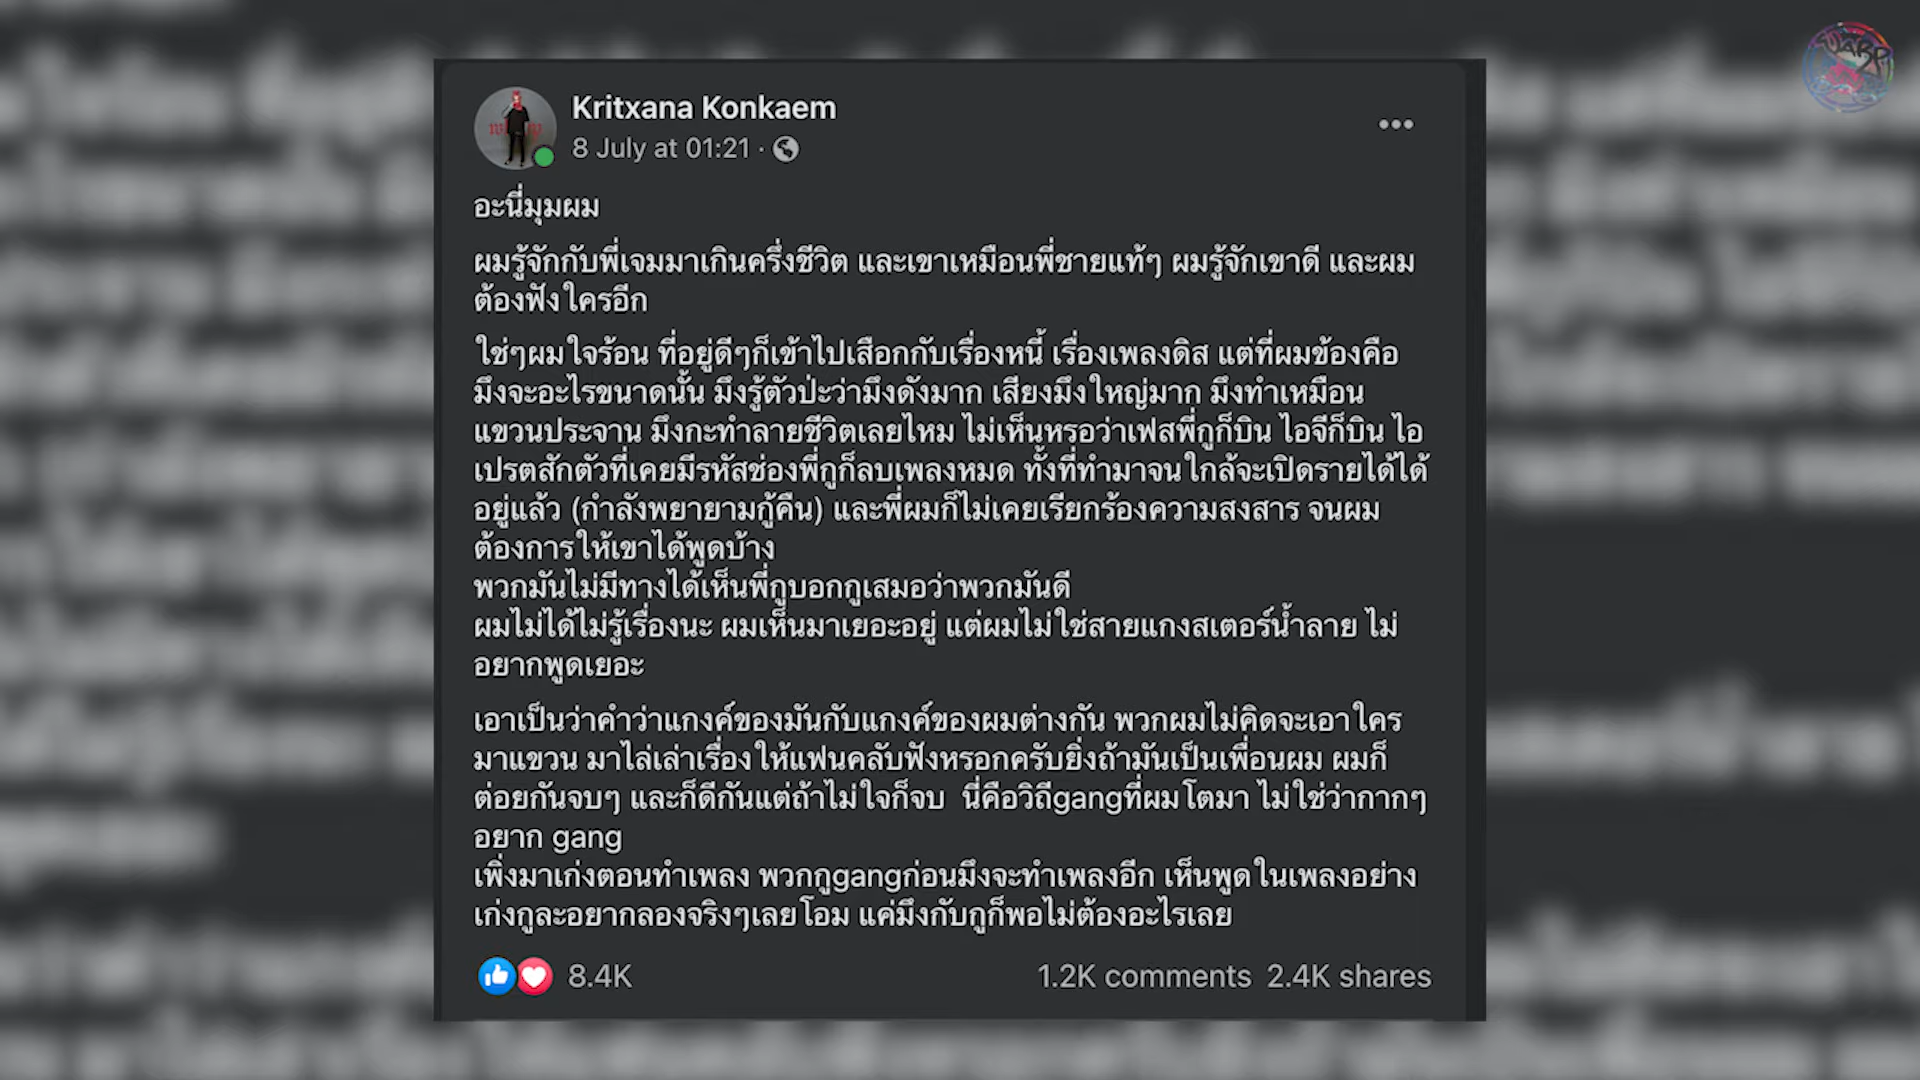 Kritxana Konkaem
8 July at 01:21 ·
อะนี่มุมผม
ผมรู้จักกับพี่เจมมาเกินครึ่งชีวิต และเขาเหมือนพี่ชายแท้ๆ ผมรู้จักเขาดี และผม
ต้องฟังใครอีก
ใช่ๆผมใจร้อน ที่อยู่ดีๆก็เข้าไปเสือกกับเรื่องหนี้ เรื่องเพลงดิส แต่ที่ผมข้องคือ
มึงจะอะไรขนาดนั้น มึงรู้ตัวป่ะว่ามึงดังมาก เสียงมึงใหญ่มาก มึงทำเหมือน
แขวนประจาน มึงกะทำลายชีวิตเลยไหม ไม่เห็นหรอว่าเฟสพี่กูก็บิน ไอจีก็บิน ไอ
เปรตสักตัวที่เคยมีรหัสช่องพี่กูก็ลบเพลงหมด ทั้งที่ทำมาจนใกล้จะเปิดรายได้ได้
อยู่แล้ว (กำลังพยายามกู้คืน) และพี่ผมก็ไม่เคยเรียกร้องความสงสาร จนผม
ต้องการให้เขาได้พูดบ้าง
พวกมันไม่มีทางได้เห็นพี่กูบอกกูเสมอว่าพวกมันดี
ผมไม่ได้ไม่รู้เรื่องนะ ผมเห็นมาเยอะอยู่ แต่ผมไม่ใช่สายแกงสเตอร์น้ำลาย ไม่
อยากพูดเยอะ
เอาเป็นว่าคำว่าแกงค์ของมันกับแกงค์ของผมต่างกัน พวกผมไม่คิดจะเอาใคร
มาแขวน มาไล่เล่าเรื่องให้แฟนคลับฟังหรอกครับยิ่งถ้ามันเป็นเพื่อนผม ผมก็
ต่อยกันจบๆ และก็ดีกันแต่ถ้าไม่ใจก็จบ นี่คือวิถีgangที่ผมโตมา ไม่ใช่ว่ากากๆ
อยาก gang
เพิ่งมาเก่งตอนทำเพลง พวกกูgangก่อนมึงจะทำเพลงอีก เห็นพูดในเพลงอย่าง
เก่งกูละอยากลองจริงๆเลยโอม แค่มึงกับกูก็พอไม่ต้องอะไรเลย
8.4K
1.2K comments 2.4K shares